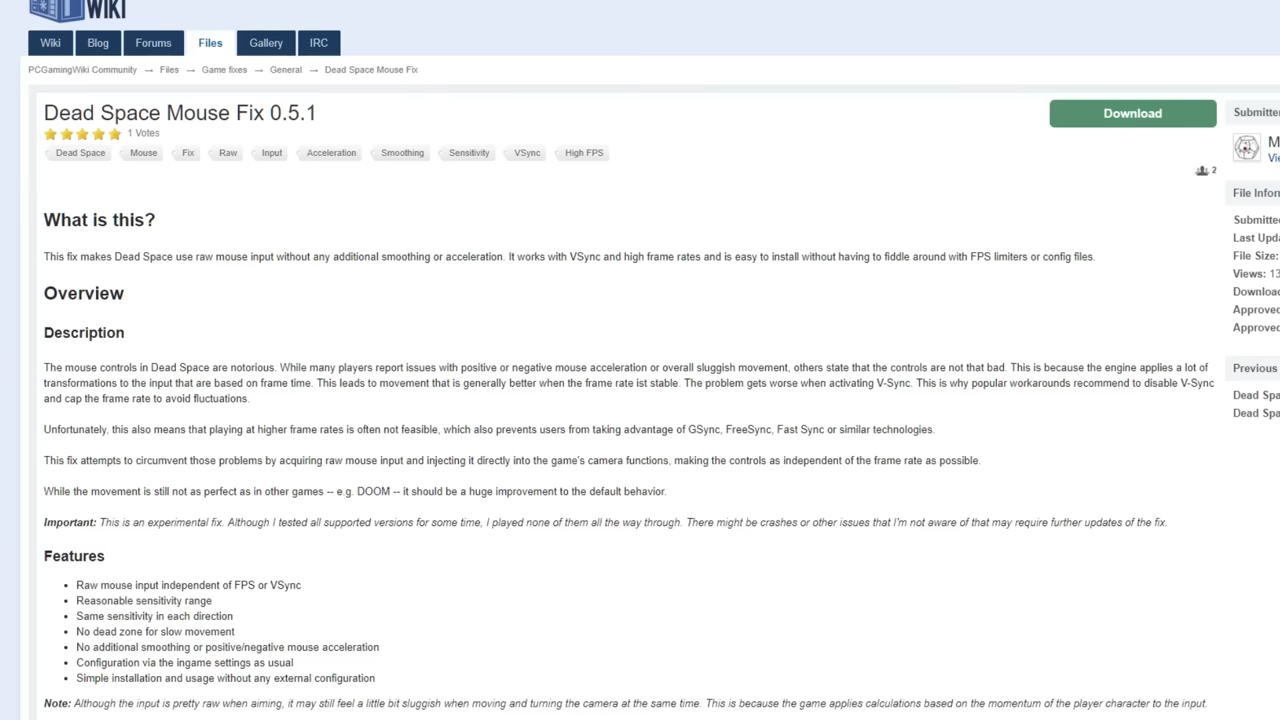 WIKI
Wiki Blog Forums Files Gallery IRC
PCGamingWiki Community → Files → Game fixes → General → Dead Space Mouse Fix
Dead Space Mouse Fix 0.5.1
Download
1 Votes
Dead Space Mouse Fix Raw Input Acceleration Smoothing Sensitivity VSync High FPS
2
What is this?
This fix makes Dead Space use raw mouse input without any additional smoothing or acceleration. It works with VSync and high frame rates and is easy to install without having to fiddle around with FPS limiters or config files.
Overview
Description
The mouse controls in Dead Space are notorious. While many players report issues with positive or negative mouse acceleration or overall sluggish movement, others state that the controls are not that bad. This is because the engine applies a lot of
transformations to the input that are based on frame time. This leads to movement that is generally better when the frame rate ist stable. The problem gets worse when activating V-Sync. This is why popular workarounds recommend to disable V-Sync
and cap the frame rate to avoid fluctuations.
Unfortunately, this also means that playing at higher frame rates is often not feasible, which also prevents users from taking advantage of GSync, FreeSync, Fast Sync or similar technologies.
This fix attempts to circumvent those problems by acquiring raw mouse input and injecting it directly into the game's camera functions, making the controls as independent of the frame rate as possible.
While the movement is still not as perfect as in other games -- e.g. DOOM -- it should be a huge improvement to the default behavior.
Important: This is an experimental fix. Although I tested all supported versions for some time, I played none of them all the way through. There might be crashes or other issues that I'm not aware of that may require further updates of the fix.
Features
• Raw mouse input independent of FPS or VSync
• Reasonable sensitivity range
• Same sensitivity in each direction
• No dead zone for slow movement
• No additional smoothing or positive/negative mouse acceleration
• Configuration via the ingame settings as usual
• Simple installation and usage without any external configuration
Note: Although the input is pretty raw when aiming, it may still feel a little bit sluggish when moving and turning the camera at the same time. This is because the game applies calculations based on the momentum of the player character to the input.
Submitte
M
Vie
File Infor
Submitte
Last Upda
File Size:
Views: 13
Downloa
Approve
Approve
Previous
Dead Spa
Dead Spa